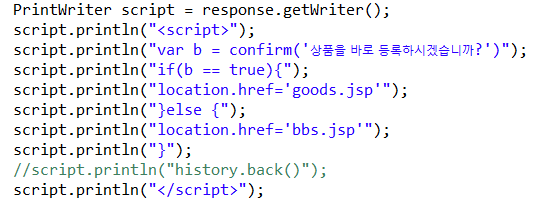 PrintWriter script = response.getWriter();
script.println("<script>");
script.println("var b = confirm('상품을 바로 등록하시겠습니까?')");
script.println("if(b == true){");
script.println("location.href='goods.jsp'");
script.println("}else {");
script.println("location.href='bbs.jsp'");
script.println("}");
//script.println("history.back()");
script.println("</script>");